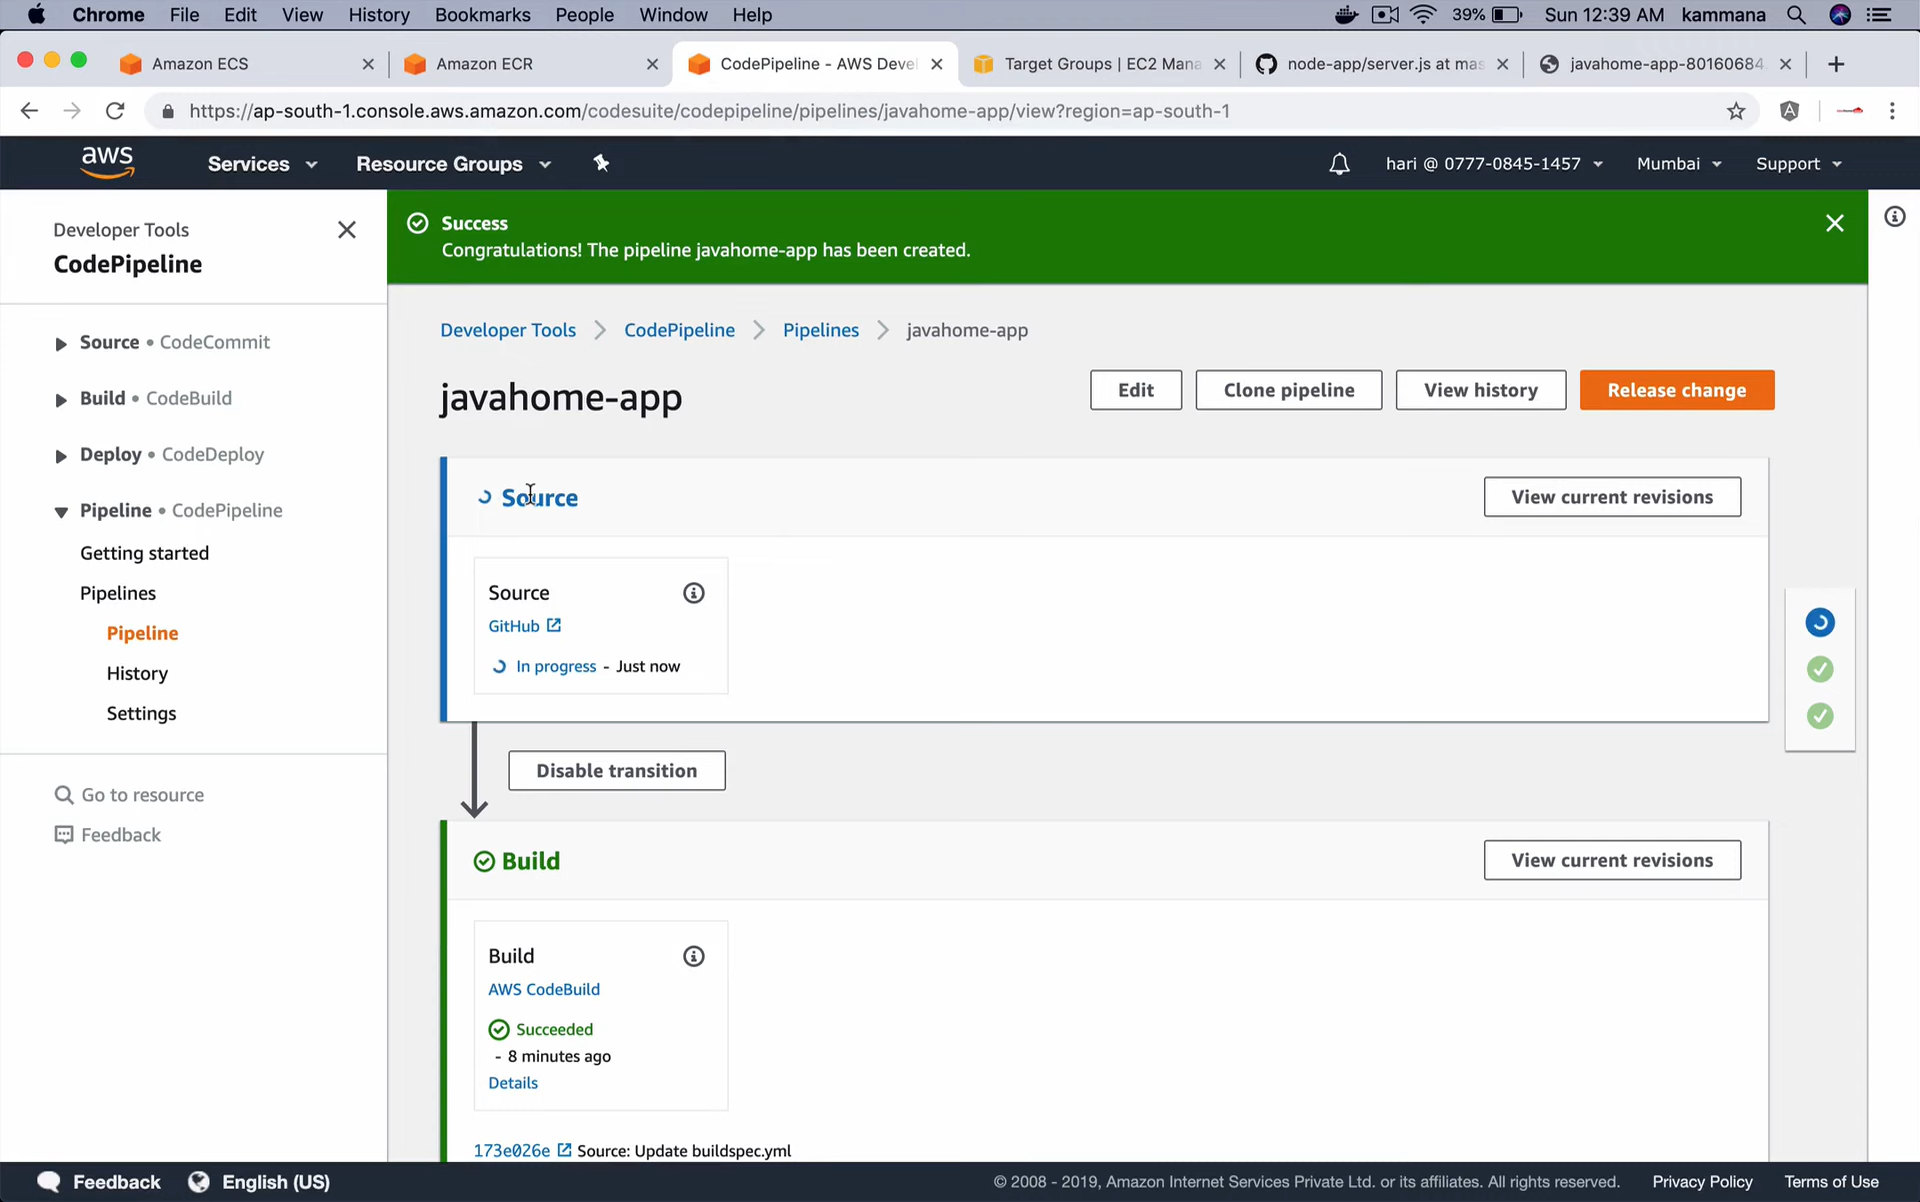 Chrome File Edit View History Bookmarks People Window Help 39% Sun 12:39 AM kammana
Amazon ECS Amazon ECR CodePipeline - AWS Devel Target Groups | EC2 Mana node-app/server.js at mas javahome-app-80160684
https://ap-south-1.console.aws.amazon.com/codesuite/codepipeline/pipelines/javahome-app/view?region=ap-south-1
aws Services Resource Groups hari @ 0777-0845-1457 Mumbai Support
Developer Tools
CodePipeline
Source • CodeCommit
Build • CodeBuild
Deploy • CodeDeploy
Pipeline • CodePipeline
Getting started
Pipelines
Pipeline
History
Settings
Go to resource
Feedback
Success
Congratulations! The pipeline javahome-app has been created.
Developer Tools CodePipeline Pipelines javahome-app
javahome-app Edit Clone pipeline View history Release change
Source View current revisions
Source
GitHub
In progress - Just now
Disable transition
Build View current revisions
Build
AWS CodeBuild
Succeeded
- 8 minutes ago
Details
173e026e Source: Update buildspec.yml
Feedback English (US) © 2008 - 2019, Amazon Internet Services Private Ltd. or its affiliates. All rights reserved. Privacy Policy Terms of Use